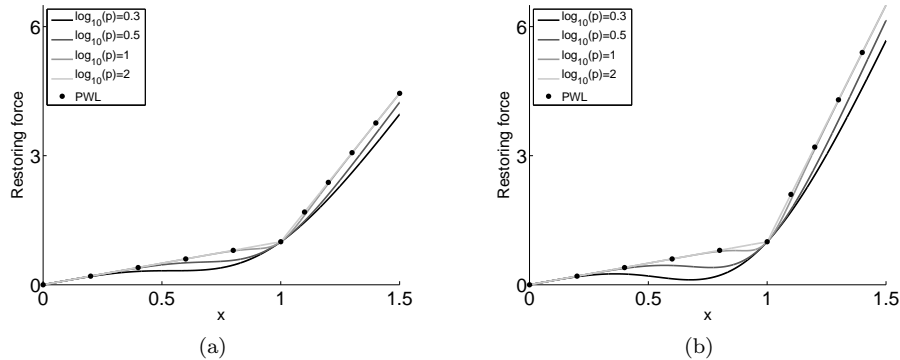 log10(p)=0.3
log10(p)=0.5
log10(p)=1
log10(p)=2
PWL
Restoring force
6
3
0
0
0.5
1
1.5
x
(a)
log10(p)=0.3
log10(p)=0.5
log10(p)=1
log10(p)=2
PWL
Restoring force
6
3
0
0
0.5
1
1.5
x
(b)